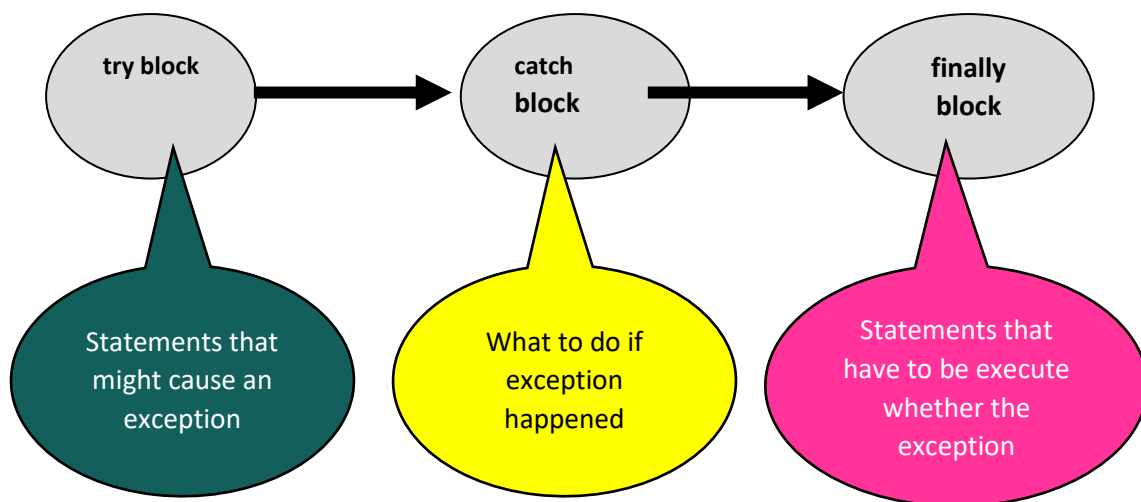 try block
catch
block
finally
block
Statements that
might cause an
exception
What to do if
exception
happened
Statements that
have to be execute
whether the
exception